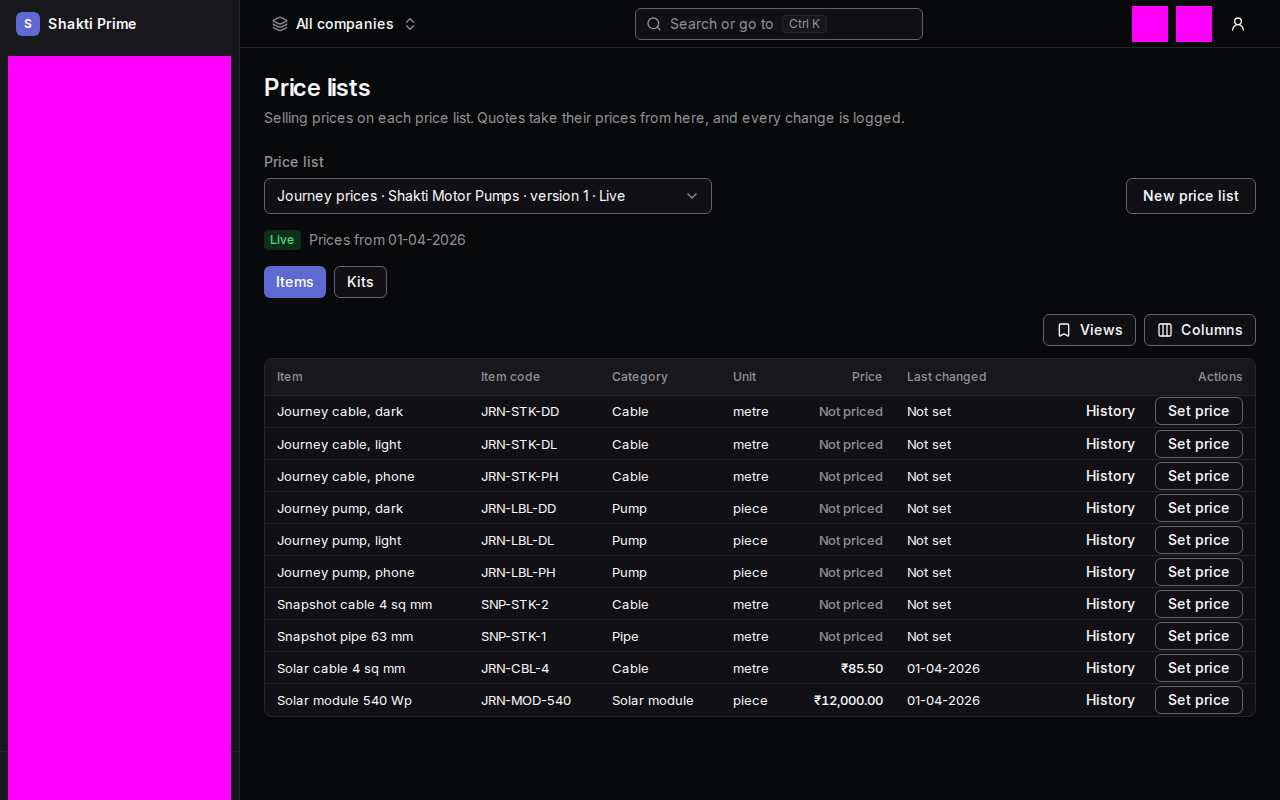 S Shakti Prime
All companies
Search or go to Ctrl K
Price lists
Selling prices on each price list. Quotes take their prices from here, and every change is logged.
Price list
Journey prices · Shakti Motor Pumps · version 1 · Live
New price list
Live Prices from 01-04-2026
Items Kits
Views Columns
Item Item code Category Unit Price Last changed Actions
Journey cable, dark JRN-STK-DD Cable metre Not priced Not set History Set price
Journey cable, light JRN-STK-DL Cable metre Not priced Not set History Set price
Journey cable, phone JRN-STK-PH Cable metre Not priced Not set History Set price
Journey pump, dark JRN-LBL-DD Pump piece Not priced Not set History Set price
Journey pump, light JRN-LBL-DL Pump piece Not priced Not set History Set price
Journey pump, phone JRN-LBL-PH Pump piece Not priced Not set History Set price
Snapshot cable 4 sq mm SNP-STK-2 Cable metre Not priced Not set History Set price
Snapshot pipe 63 mm SNP-STK-1 Pipe metre Not priced Not set History Set price
Solar cable 4 sq mm JRN-CBL-4 Cable metre ₹85.50 01-04-2026 History Set price
Solar module 540 Wp JRN-MOD-540 Solar module piece ₹12,000.00 01-04-2026 History Set price